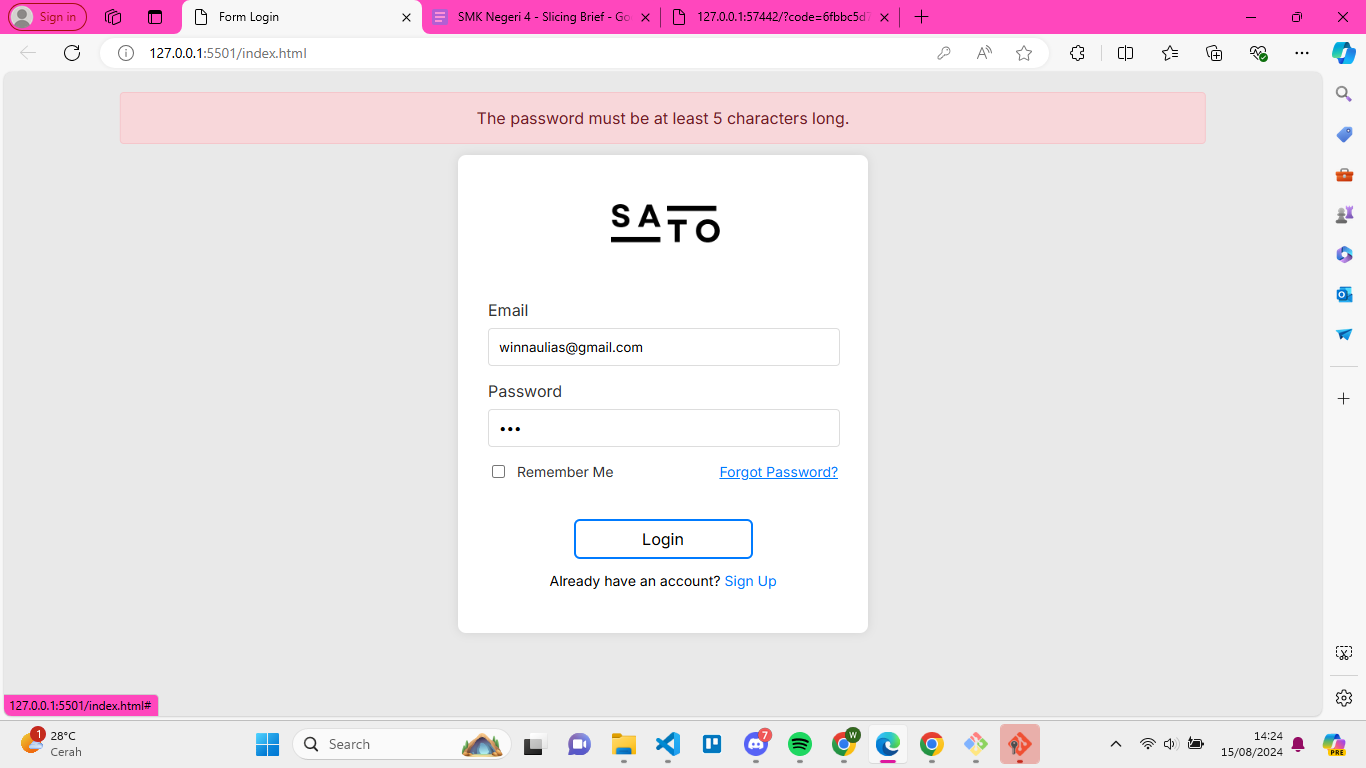 Sign in
Form Login
SMK Negeri 4 - Slicing Brief - Go
127.0.0.1:57442/?code=6fbbc5d7
127.0.0.1:5501/index.html
The password must be at least 5 characters long.
SATO
Email
winnaulias@gmail.com
Password
Remember Me
Forgot Password?
Login
Already have an account? Sign Up
127.0.0.1:5501/index.html#
1
28°C
Cerah
Search
7
W
14:24
15/08/2024
PRE